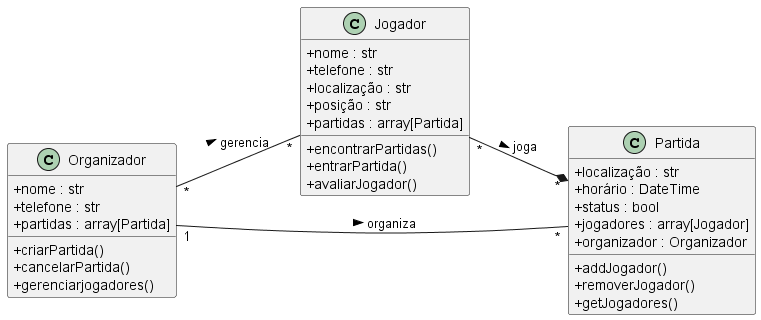 C Jogador
+nome : str
+telefone : str
+localização : str
+posição : str
+partidas : array[Partida]
+encontrarPartidas()
+entrarPartida()
+avaliarJogador()
C Organizador
+nome : str
+telefone : str
+partidas : array[Partida]
+criarPartida()
+cancelarPartida()
+gerenciarjogadores()
gerencia
*
*
joga
*
*
organiza
1
*
C Partida
+localização : str
+horário : DateTime
+status : bool
+jogadores : array[Jogador]
+organizador : Organizador
+addJogador()
+removerJogador()
+getJogadores()